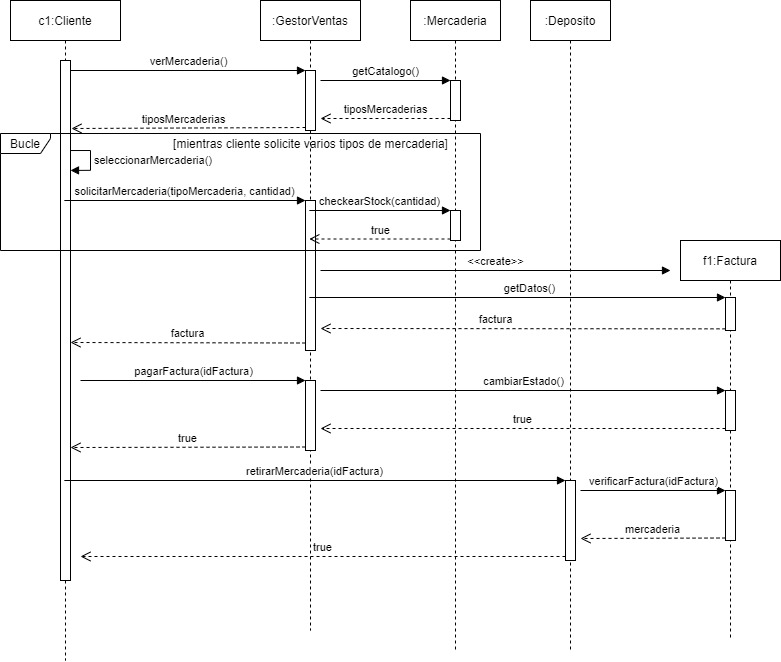 c1:Cliente
:GestorVentas
:Mercaderia
:Deposito
verMercaderia()
getCatalogo()
tiposMercaderias
tiposMercaderias
Bucle
[mientras cliente solicite varios tipos de mercaderia]
seleccionarMercaderia()
solicitarMercaderia(tipoMercaderia, cantidad)
checkearStock(cantidad)
true
<<create>>
f1:Factura
getDatos()
factura
factura
pagarFactura(idFactura)
cambiarEstado()
true
true
retirarMercaderia(idFactura)
verificarFactura(idFactura)
mercaderia
true